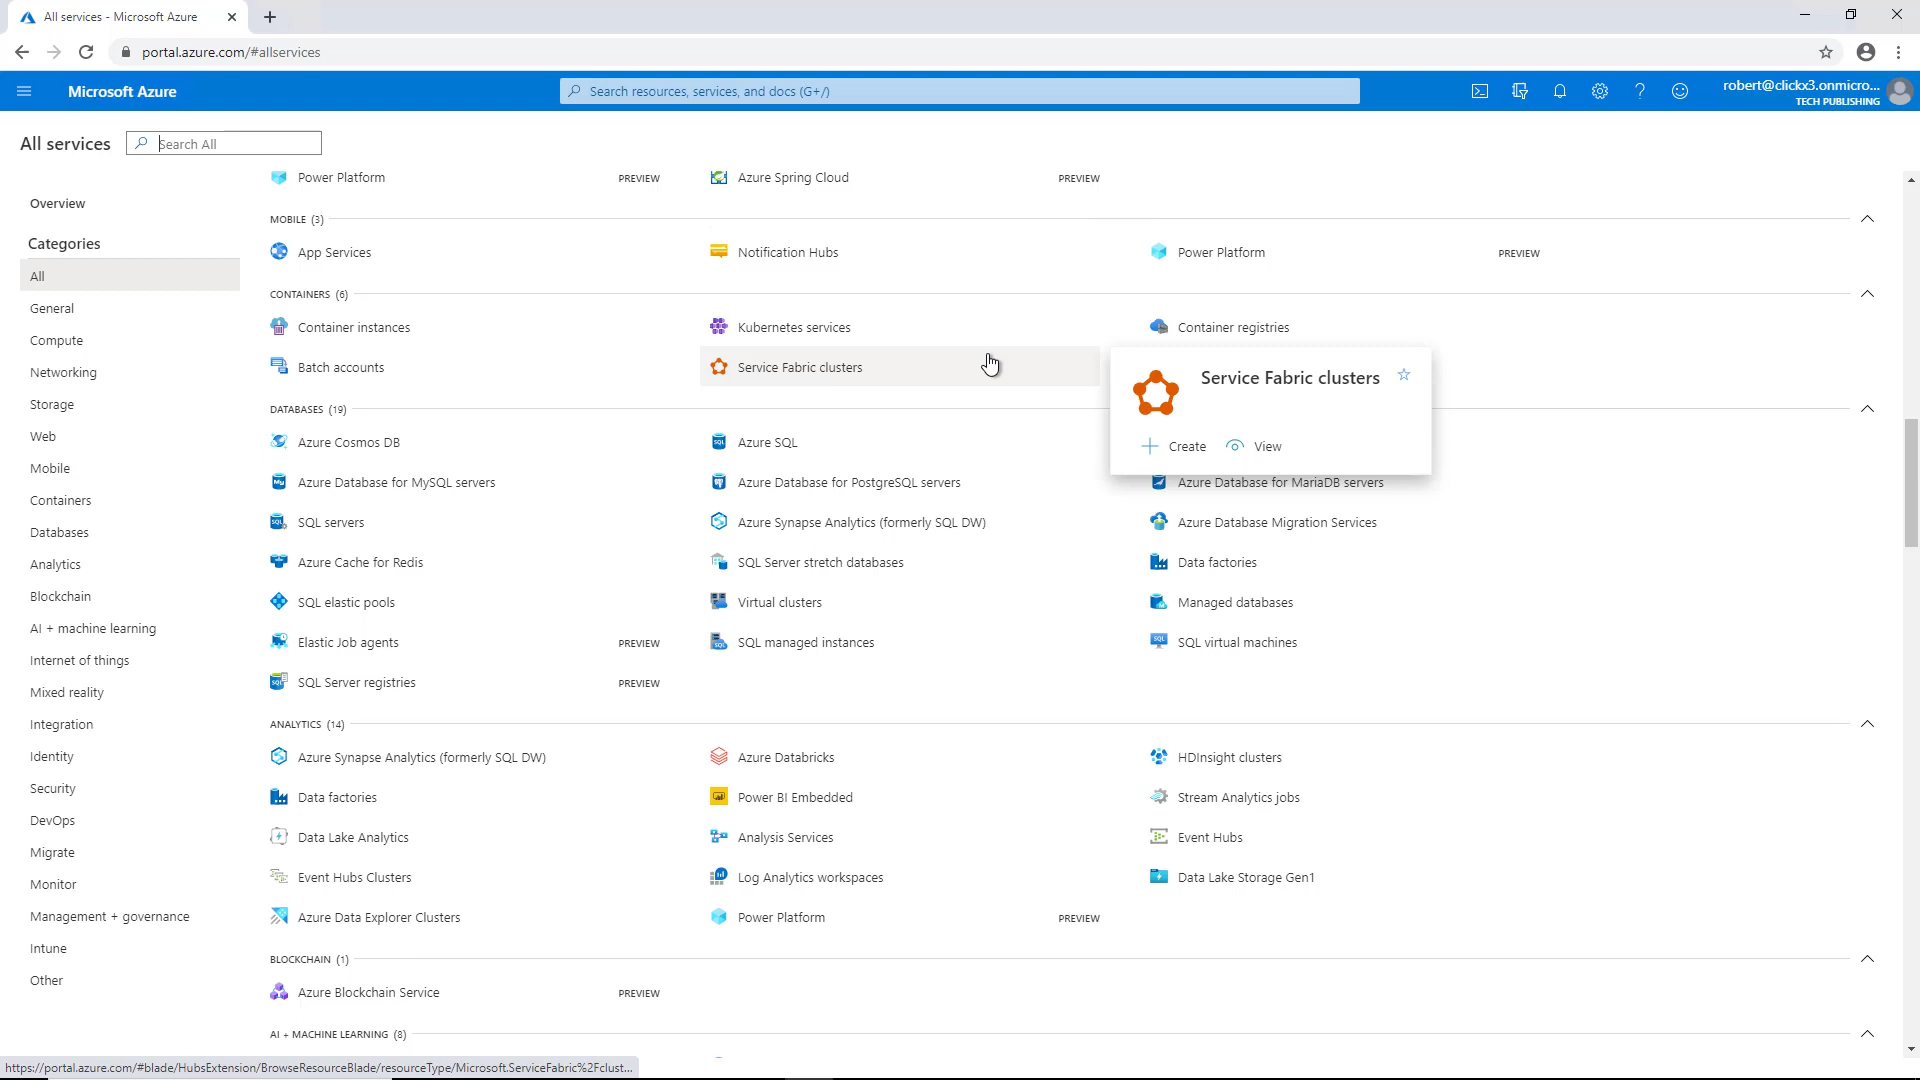 All services - Microsoft Azure
portal.azure.com/#allservices
Microsoft Azure
Search resources, services, and docs (G+/)
robert@clickx3.onmicro...
TECH PUBLISHING
All services
Search All
Overview
Categories
All
General
Compute
Networking
Storage
Web
Mobile
Containers
Databases
Analytics
Blockchain
AI + machine learning
Internet of things
Mixed reality
Integration
Identity
Security
DevOps
Migrate
Monitor
Management + governance
Intune
Other
Power Platform PREVIEW
Azure Spring Cloud PREVIEW
MOBILE (3)
App Services
Notification Hubs
Power Platform PREVIEW
CONTAINERS (6)
Container instances
Kubernetes services
Container registries
Batch accounts
Service Fabric clusters
Service Fabric clusters
Create View
DATABASES (19)
Azure Cosmos DB
Azure SQL
Azure Database for MySQL servers
Azure Database for PostgreSQL servers
Azure Database for MariaDB servers
SQL servers
Azure Synapse Analytics (formerly SQL DW)
Azure Database Migration Services
Azure Cache for Redis
SQL Server stretch databases
Data factories
SQL elastic pools
Virtual clusters
Managed databases
Elastic Job agents PREVIEW
SQL managed instances
SQL virtual machines
SQL Server registries PREVIEW
ANALYTICS (14)
Azure Synapse Analytics (formerly SQL DW)
Azure Databricks
HDInsight clusters
Data factories
Power BI Embedded
Stream Analytics jobs
Data Lake Analytics
Analysis Services
Event Hubs
Event Hubs Clusters
Log Analytics workspaces
Data Lake Storage Gen1
Azure Data Explorer Clusters
Power Platform PREVIEW
BLOCKCHAIN (1)
Azure Blockchain Service PREVIEW
AI + MACHINE LEARNING (8)
https://portal.azure.com/#blade/HubsExtension/BrowseResourceBlade/resourceType/Microsoft.ServiceFabric%2Fclust...